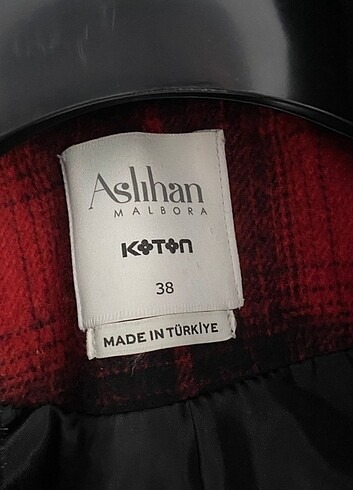 Aslıhan
MALBORA
KOTON
38
MADE IN TÜRKİYE